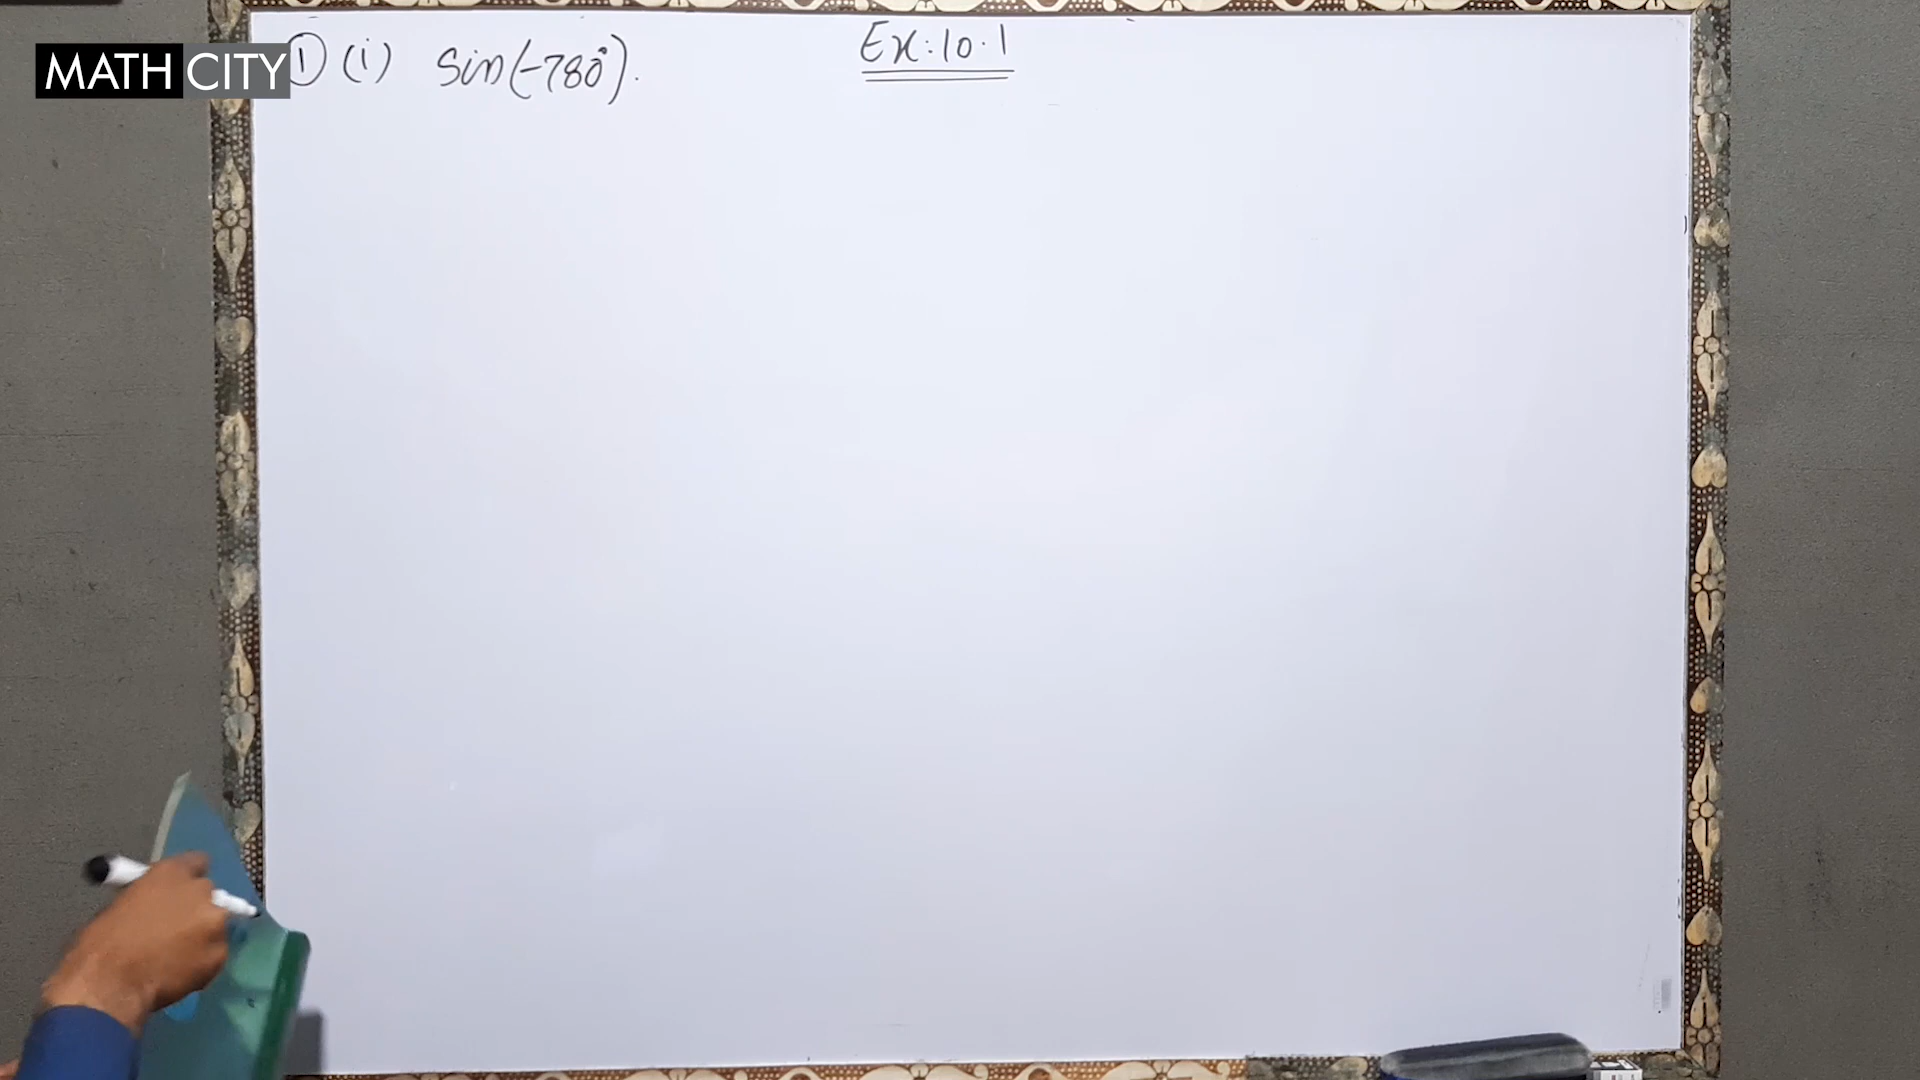 MATH CITY
① (i) sin(-780°). Ex: 10.1